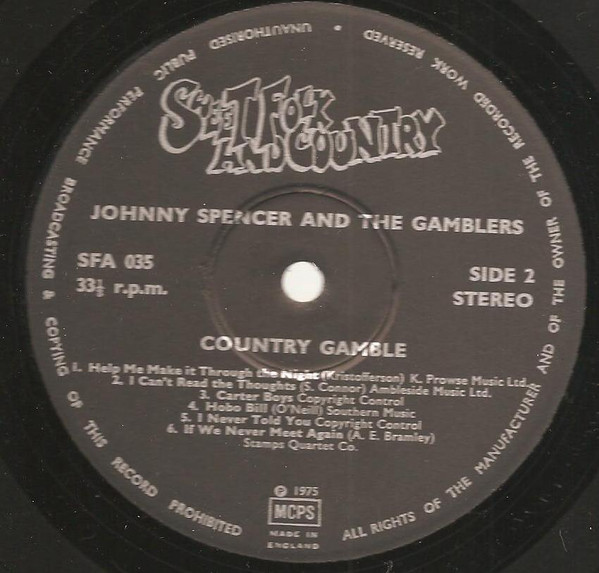 ALL RIGHTS OF THE MANUFACTURER AND OF THE OWNER OF THE RECORDED WORK RESERVED • UNAUTHORISED PUBLIC PERFORMANCE BROADCASTING & COPYING OF THIS RECORD PROHIBITED
SWEET FOLK
AND COUNTRY
JOHNNY SPENCER AND THE GAMBLERS
SFA 035
SIDE 2
33⅓ r.p.m.
STEREO
COUNTRY GAMBLE
1. Help Me Make it Through the Night (Kristofferson) K. Prowse Music Ltd.
2. I Can't Read the Thoughts (S. Connor) Ambleside Music Ltd.
3. Carter Boys Copyright Control
4. Hobo Bill (O'Neill) Southern Music
5. I Never Told You Copyright Control
6. If We Never Meet Again (A. E. Bramley)
Stamps Quartet Co.
℗ 1975
MCPS
MADE IN
ENGLAND